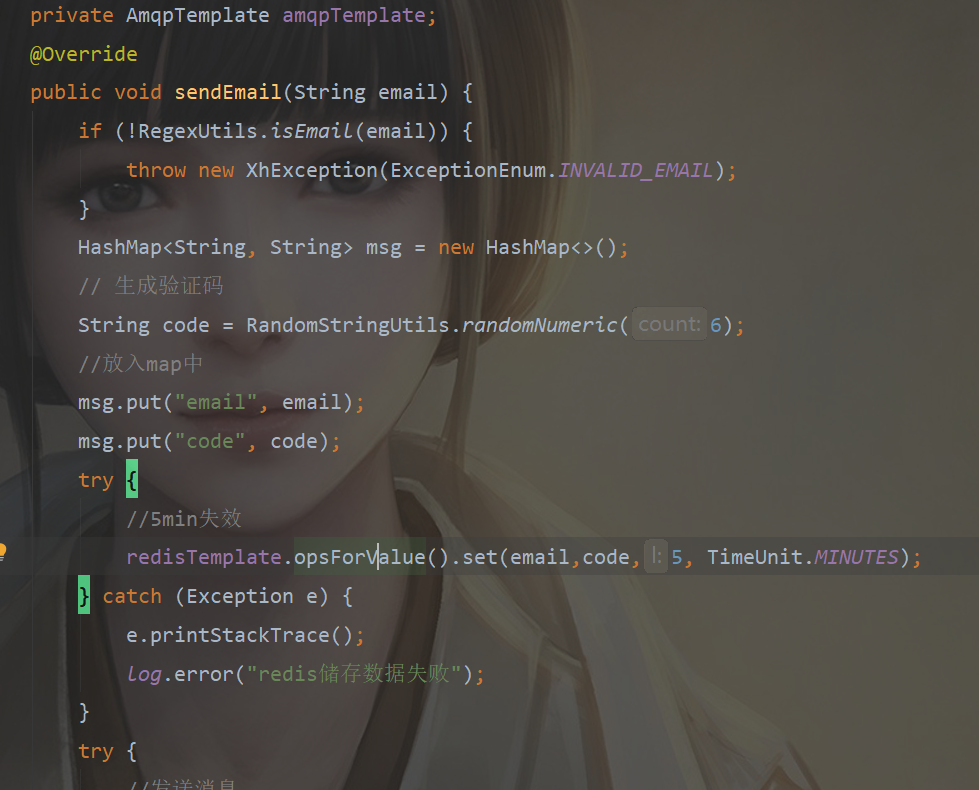 private AmqpTemplate amqpTemplate;
@Override
public void sendEmail(String email) {
if (!RegexUtils.isEmail(email)) {
throw new XhException(ExceptionEnum.INVALID_EMAIL);
}
HashMap<String, String> msg = new HashMap<>();
// 生成验证码
String code = RandomStringUtils.randomNumeric( count: 6);
//放入map中
msg.put("email", email);
msg.put("code", code);
try {
//5min失效
redisTemplate.opsForValue().set(email,code, l: 5, TimeUnit.MINUTES);
} catch (Exception e) {
e.printStackTrace();
log.error("redis储存数据失败");
}
try {
//发送消息